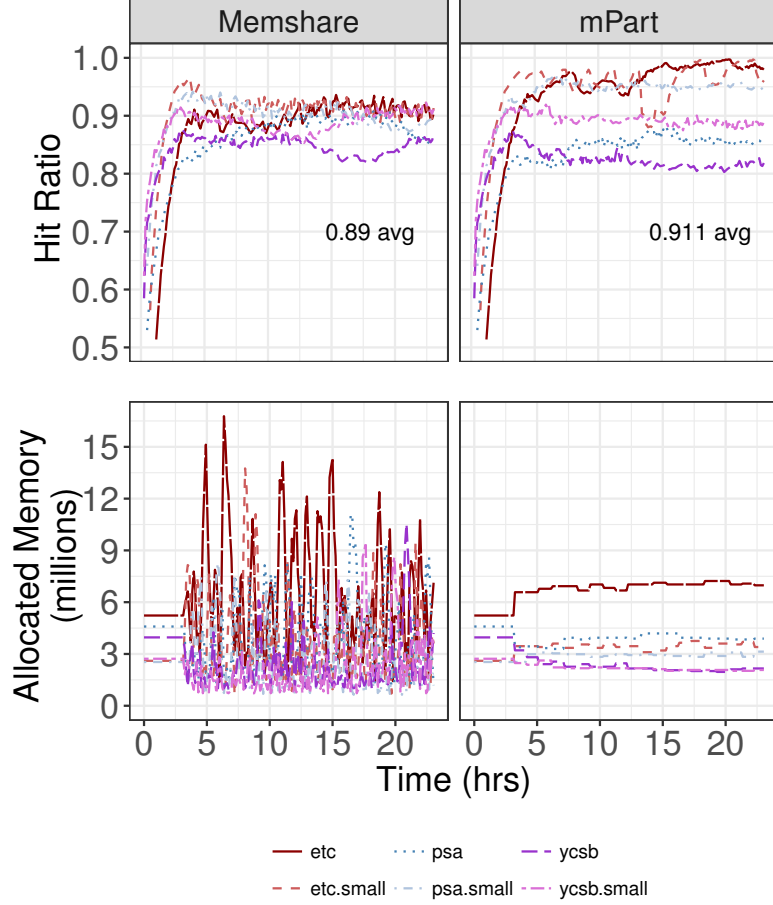 Memshare mPart
1.0
0.9
0.8
0.7
0.6
0.5
Hit Ratio
0.89 avg 0.911 avg
15
12
9
6
3
0
Allocated Memory
(millions)
0 5 10 15 20 0 5 10 15 20
Time (hrs)
etc psa ycsb
etc.small psa.small ycsb.small